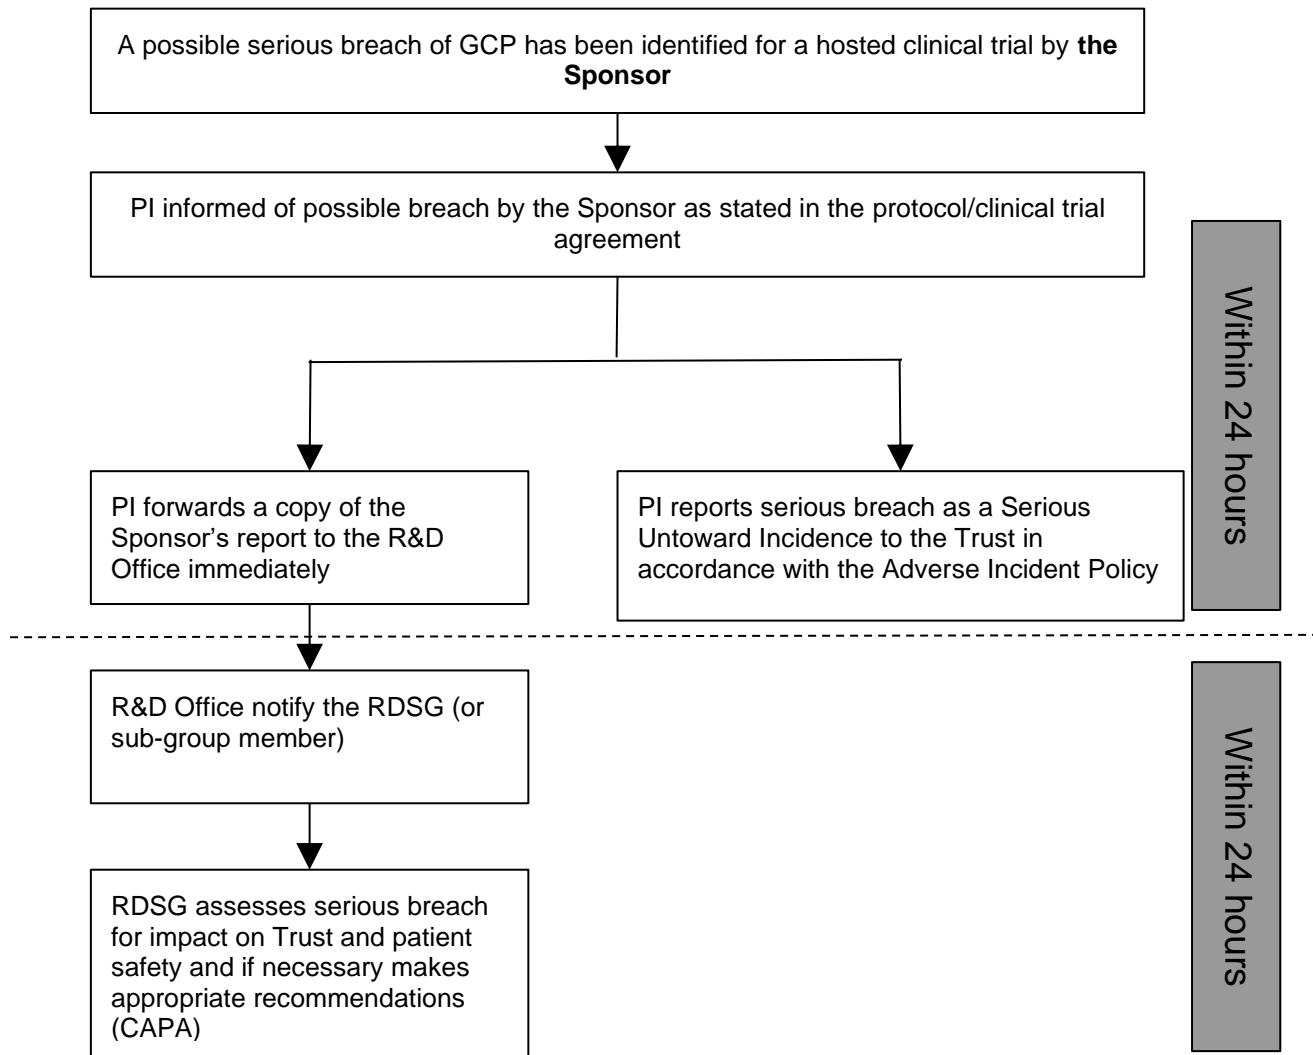 A possible serious breach of GCP has been identified for a hosted clinical trial by the
Sponsor
PI informed of possible breach by the Sponsor as stated in the protocol/clinical trial
agreement
Within 24 hours
PI forwards a copy of the
Sponsor’s report to the R&D
Office immediately
PI reports serious breach as a Serious
Untoward Incidence to the Trust in
accordance with the Adverse Incident Policy
R&D Office notify the RDSG (or
sub-group member)
Within 24 hours
RDSG assesses serious breach
for impact on Trust and patient
safety and if necessary makes
appropriate recommendations
(CAPA)